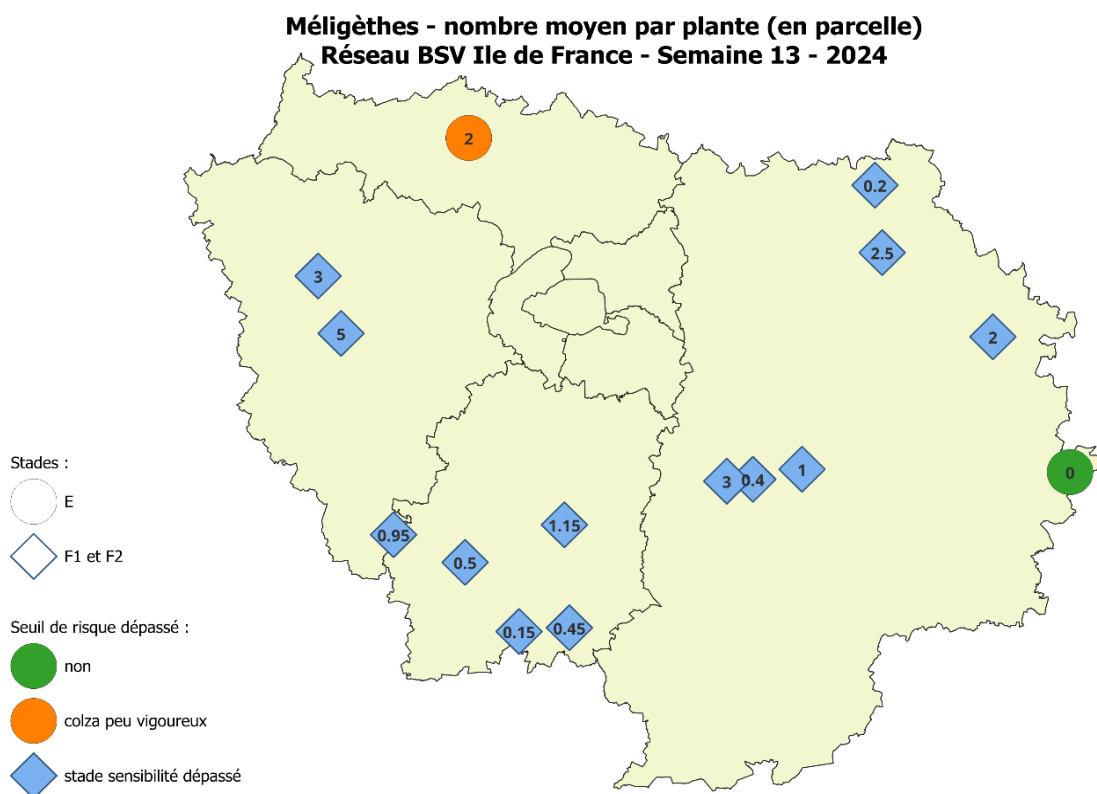 Méligèthes - nombre moyen par plante (en parcelle)
Réseau BSV Ile de France - Semaine 13 - 2024
2
0.2
2.5
3
5
2
3
0.4
1
0
0.95
1.15
0.5
0.15
0.45
Stades :
E
F1 et F2
Seuil de risque dépassé :
non
colza peu vigoureux
stade sensibilité dépassé